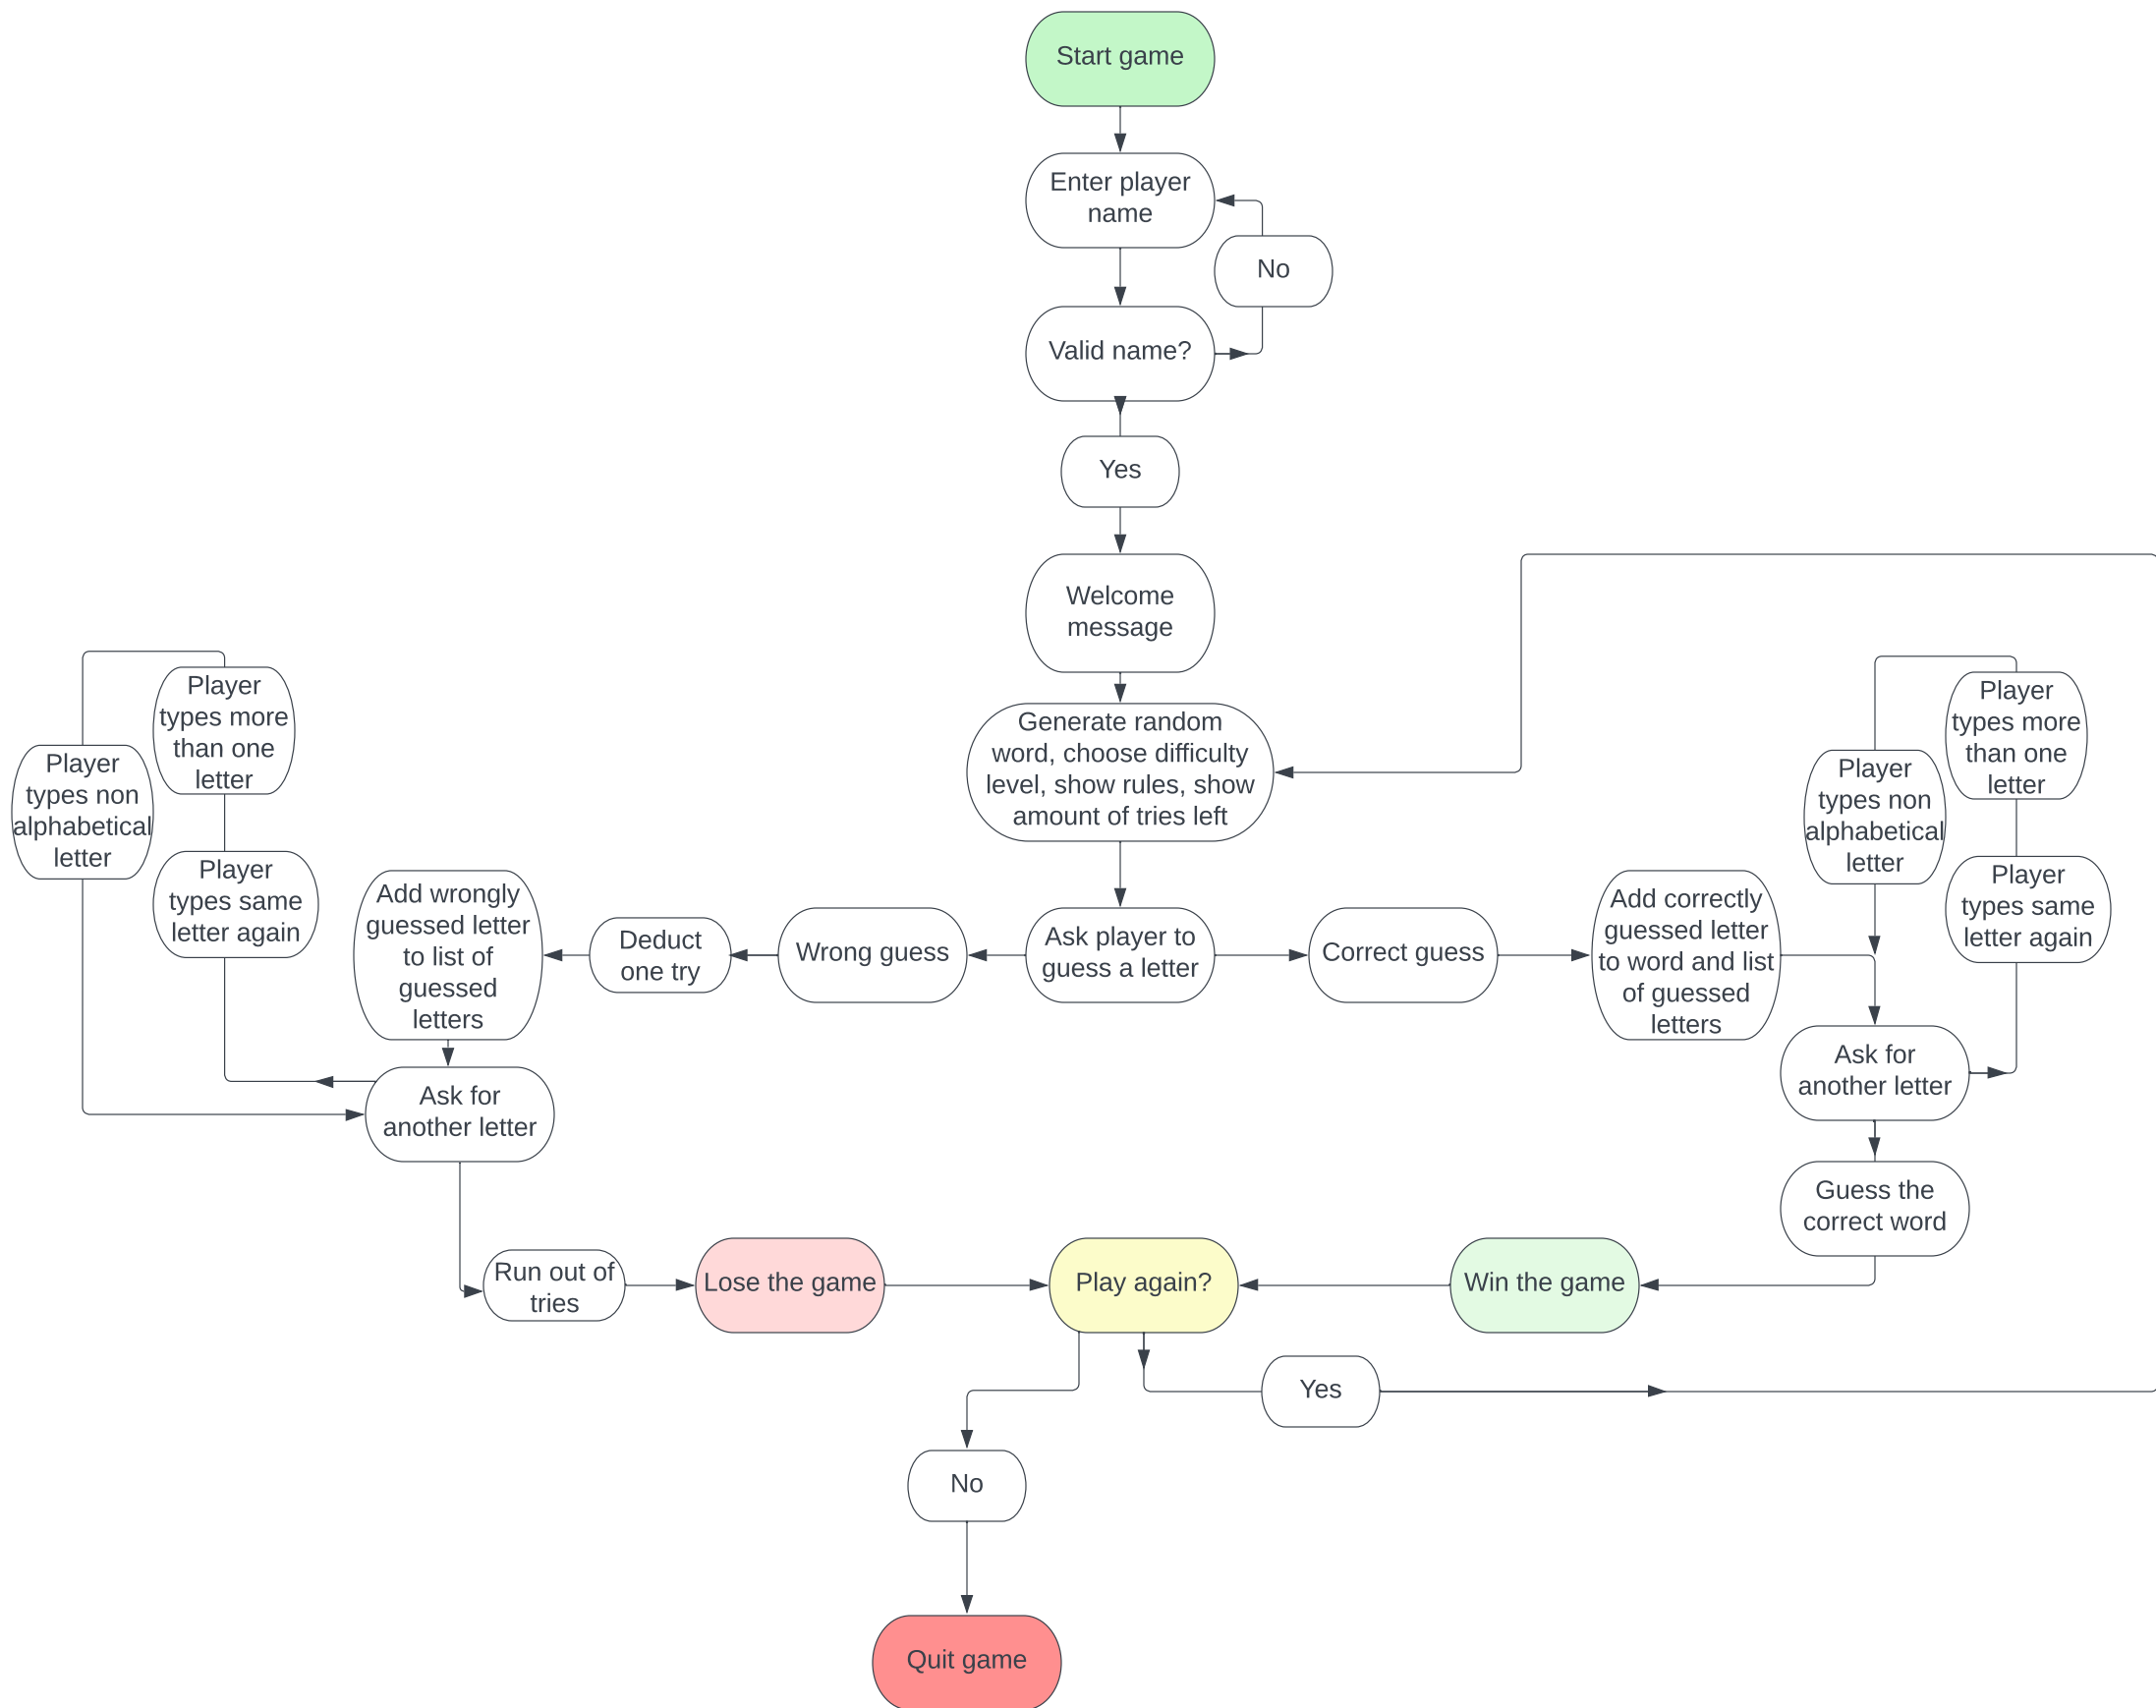 Start game
Enter player
name
No
Valid name?
Yes
Welcome
message
Generate random
word, choose difficulty
level, show rules, show
amount of tries left
Player
types more
than one
letter
Player
types non
alphabetical
letter
Player
types same
letter again
Add wrongly
guessed letter
to list of
guessed
letters
Deduct
one try
Wrong guess
Ask player to
guess a letter
Correct guess
Add correctly
guessed letter
to word and list
of guessed
letters
Player
types non
alphabetical
letter
Player
types more
than one
letter
Player
types same
letter again
Ask for
another letter
Ask for
another letter
Guess the
correct word
Run out of
tries
Lose the game
Play again?
Win the game
Yes
No
Quit game